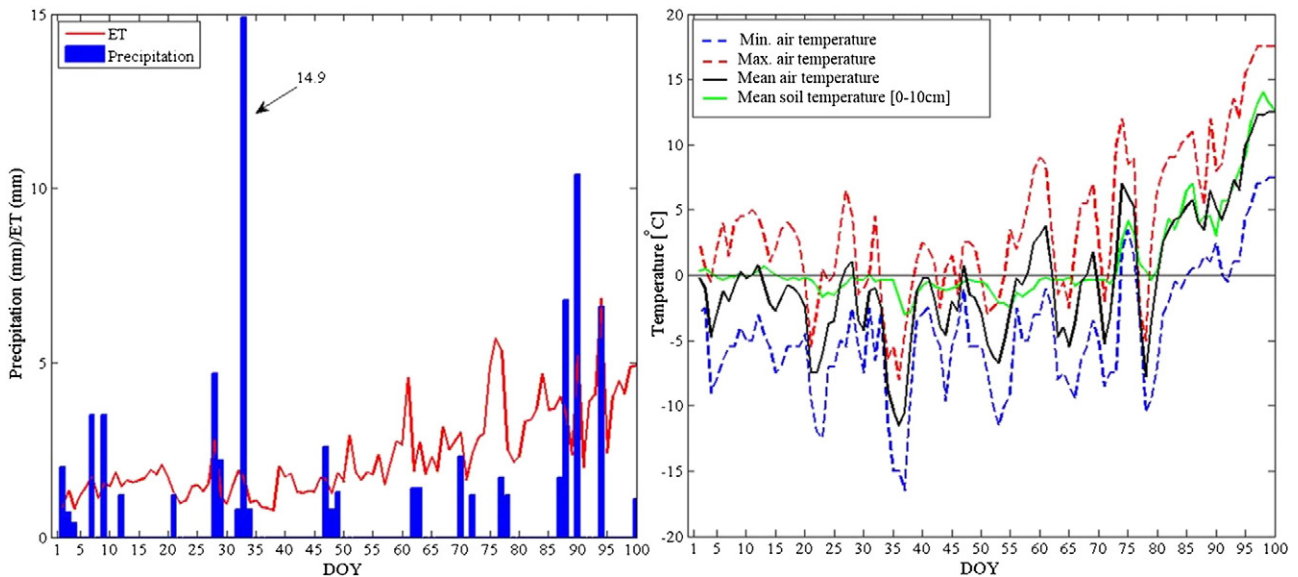 ET
Precipitation
14.9
Precipitation (mm)/ET (mm)
15
10
5
0
1 5 10 15 20 25 30 35 40 45 50 55 60 65 70 75 80 85 90 95 100
DOY
Min. air temperature
Max. air temperature
Mean air temperature
Mean soil temperature [0-10cm]
Temperature [°C]
20
15
10
5
0
-5
-10
-15
-20
1 5 10 15 20 25 30 35 40 45 50 55 60 65 70 75 80 85 90 95 100
DOY